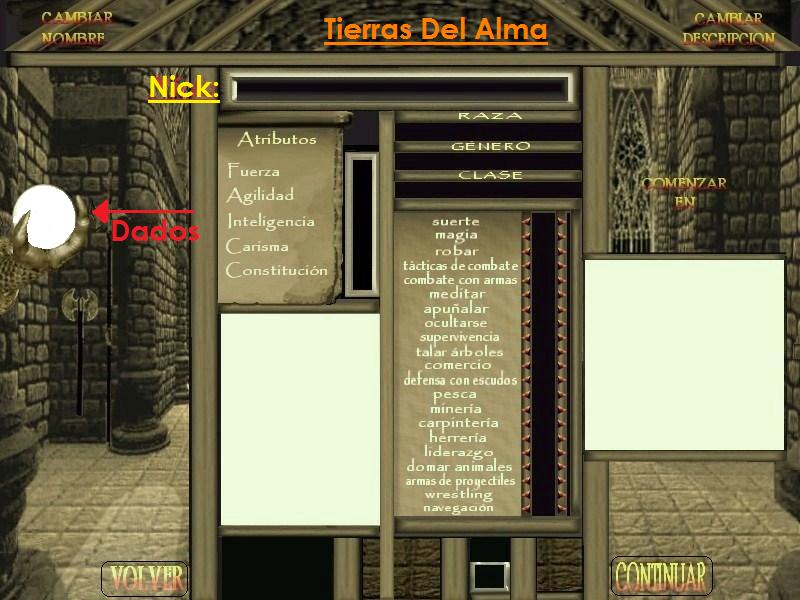 CAMBIAR
NOMBRE
Tierras Del Alma
CAMBIAR
DESCRIPCION
Nick:
Atributos
Fuerza
Agilidad
Inteligencia
Carisma
Constitución
Dados
RAZA
GÉNERO
CLASE
suerte
magia
robar
tácticas de combate
combate con armas
meditar
apuñalar
ocultarse
supervivencia
talar árboles
comercio
defensa con escudos
pesca
minería
carpintería
herrería
liderazgo
domar animales
armas de proyectiles
wrestling
navegación
COMENZAR
EN
VOLVER
CONTINUAR